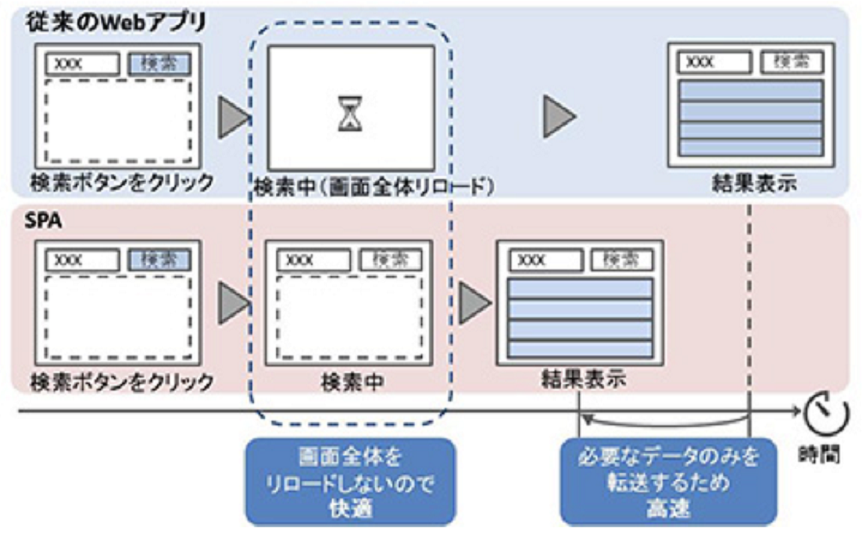 従来のWebアプリ
XXX 検索
XXX 検索
検索ボタンをクリック
検索中(画面全体リロード)
結果表示
SPA
XXX 検索
XXX 検索
XXX 検索
検索ボタンをクリック
検索中
結果表示
時間
画面全体を
リロードしないので
快適
必要なデータのみを
転送するため
高速